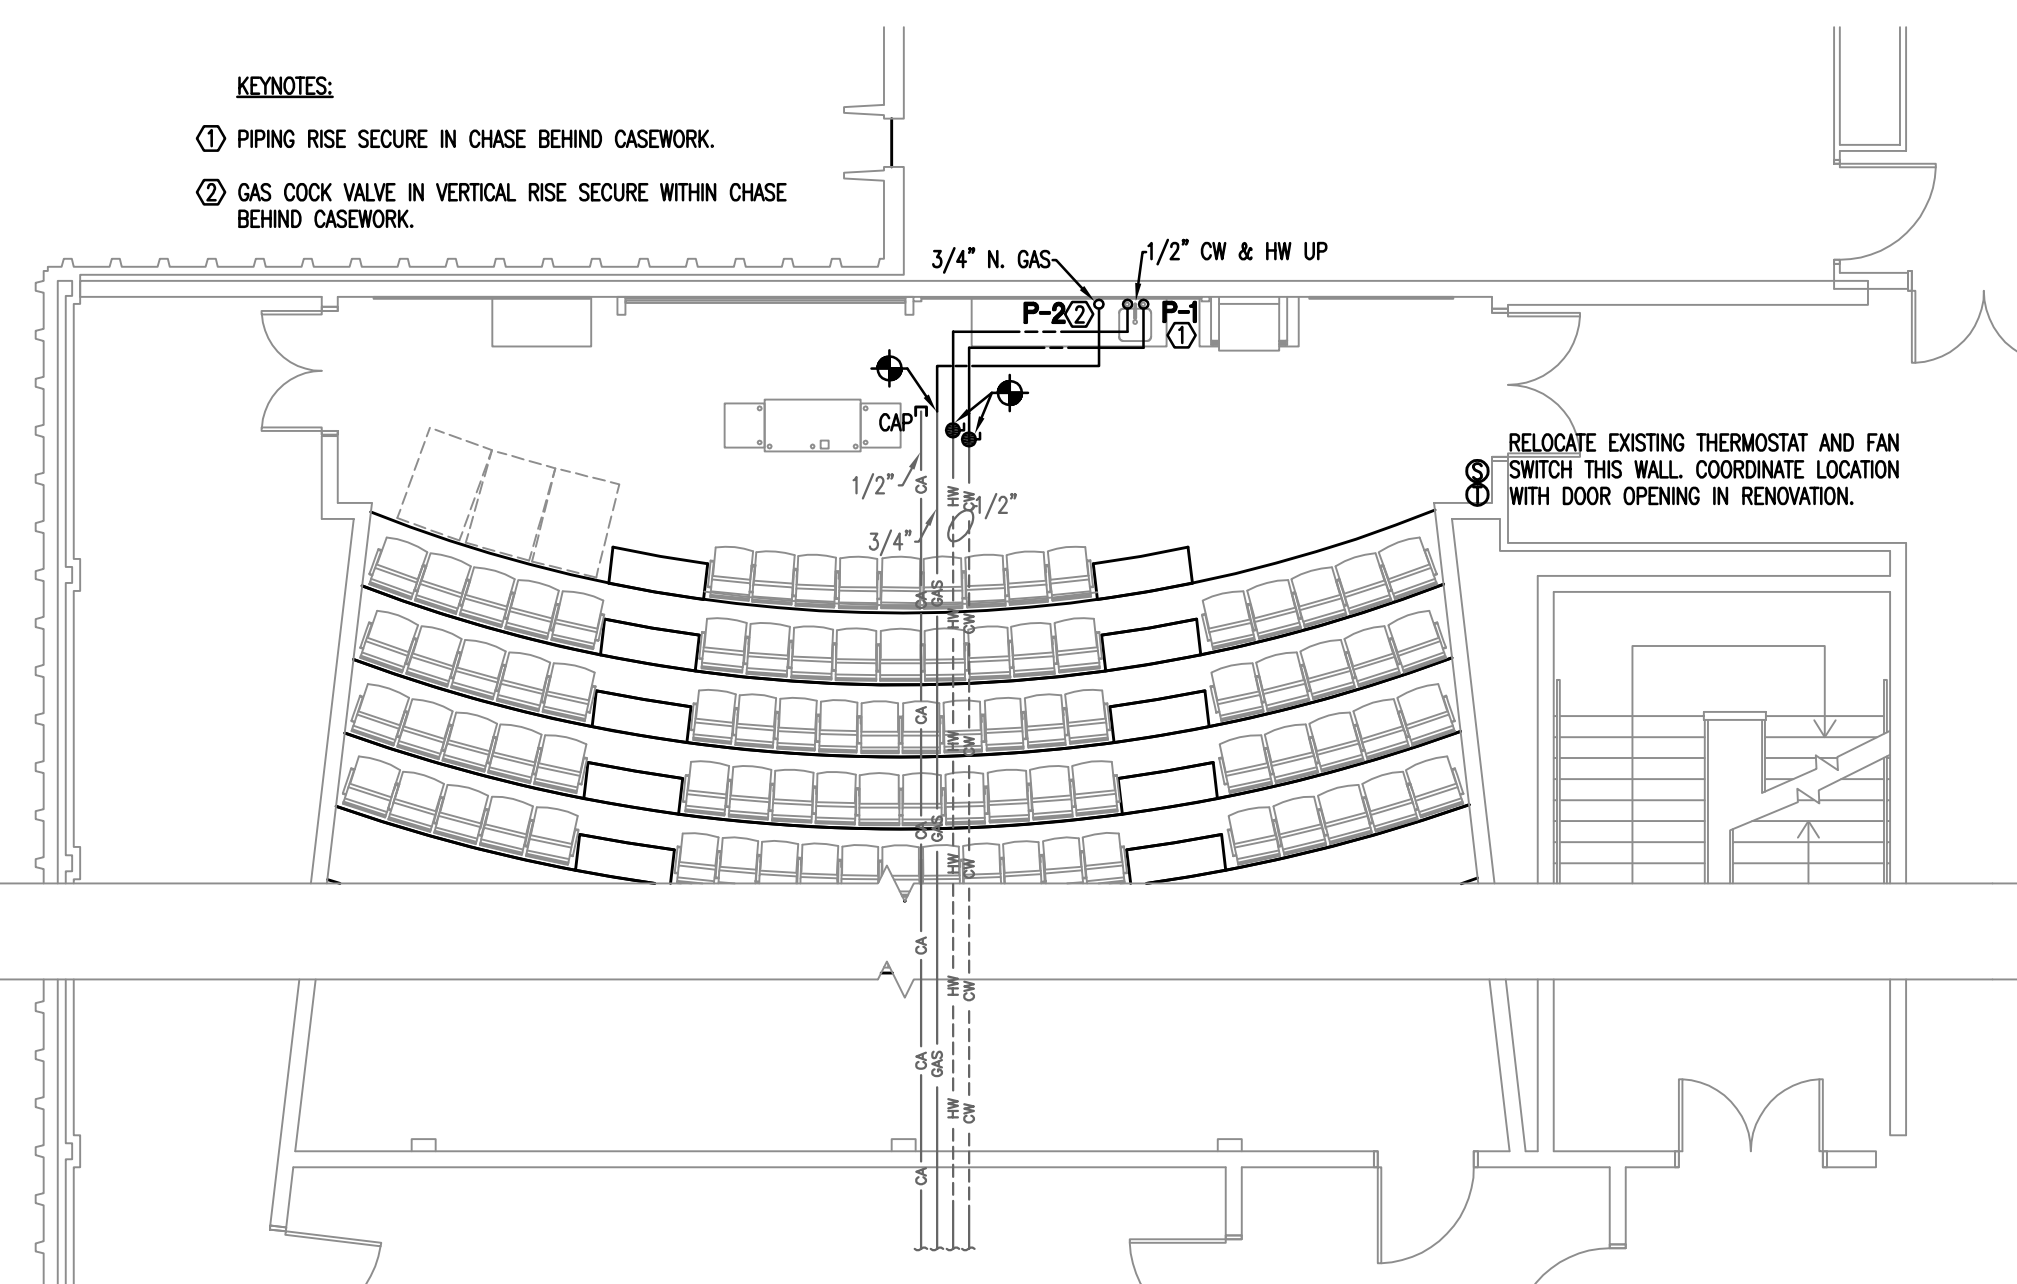 KEYNOTES:
1 PIPING RISE SECURE IN CHASE BEHIND CASEWORK.
2 GAS COCK VALVE IN VERTICAL RISE SECURE WITHIN CHASE
BEHIND CASEWORK.
3/4" N. GAS
1/2" CW & HW UP
P-2 2
P-1
1
CAP
1/2"
3/4"
1/2"
RELOCATE EXISTING THERMOSTAT AND FAN
S SWITCH THIS WALL. COORDINATE LOCATION
T WITH DOOR OPENING IN RENOVATION.
CA
HW
CW
CA
GAS
HW
CW
CA
HW
CW
CA
GAS
HW
CW
CA
HW
CW
CA
GAS
HW
CW
CA